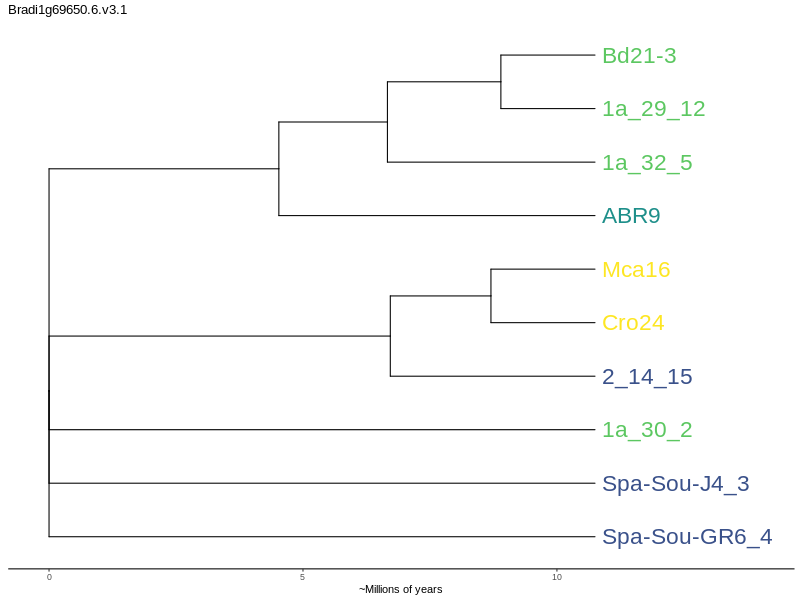 Bradi1g69650.6.v3.1
Bd21-3
1a_29_12
1a_32_5
ABR9
Mca16
Cro24
2_14_15
1a_30_2
Spa-Sou-J4_3
Spa-Sou-GR6_4
0 5 10
~Millions of years